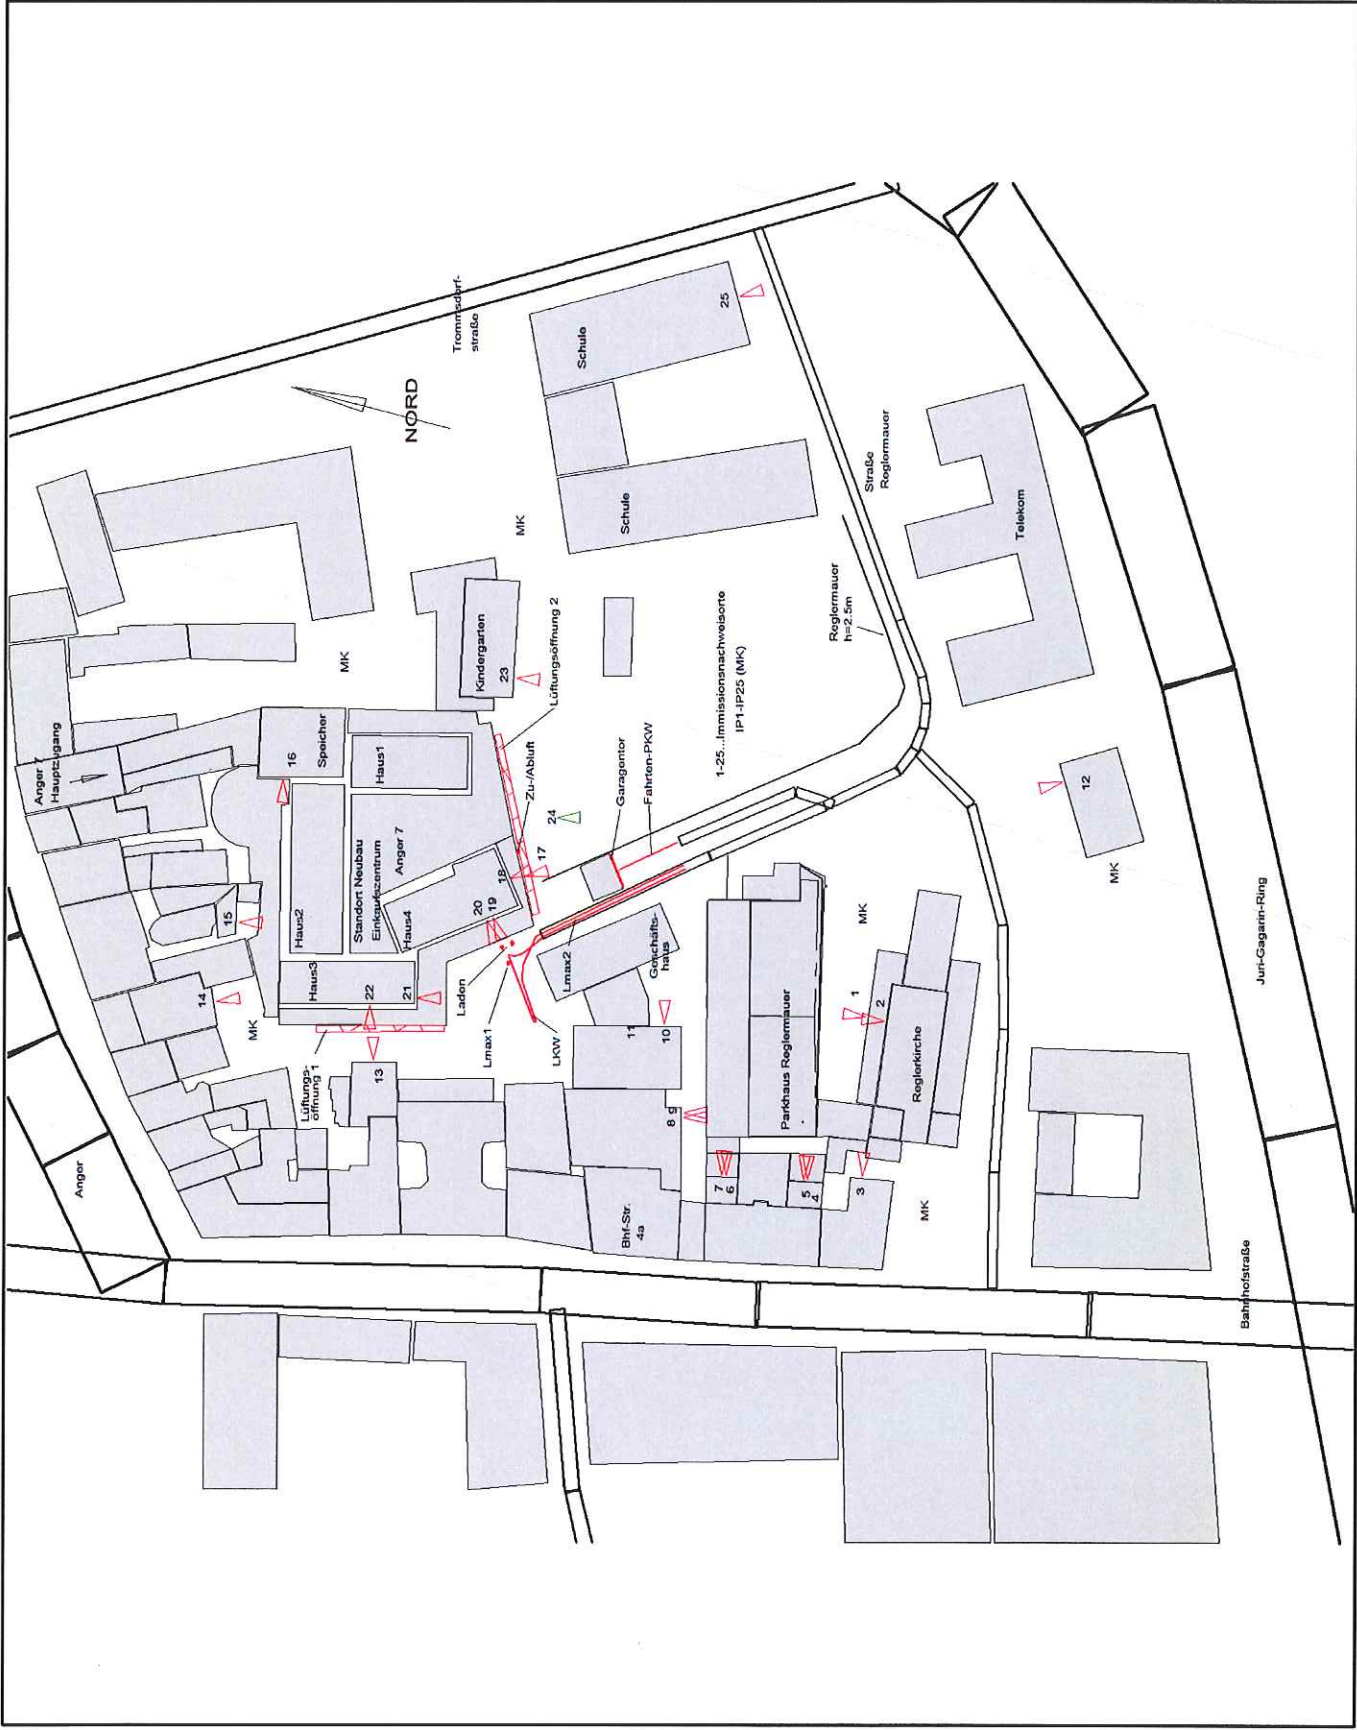 Anger 7
Hauptzugang
Trommsdorf-
straße
NORD
Schule
25
Schule
MK
Kindergarten
23
Lüftungsöffnung 2
MK
16
Speicher
Haus1
Zu-/Abluft
24
17
18
Garagentor
Fahrten-PKW
1-25...Immissionsnachweisorte
IP1-IP25 (MK)
Reglermauer
h=2.5m
Straße
Reglermauer
Telekom
12
MK
Juri-Gagarin-Ring
15
Haus2
Standort Neubau
Einkaufszentrum
Anger 7
Haus4
20
19
14
MK
Haus3
22
21
Laden
Lmax1
LKW
Lmax2
Geschäfts-
haus
11
10
Lüftungs-
öffnung 1
13
Parkhaus Reglermauer
MK
1
2
Reglerkirche
8 9
7
6
5
4
3
MK
Bhf-Str.
4a
Anger
Bahnhofstraße